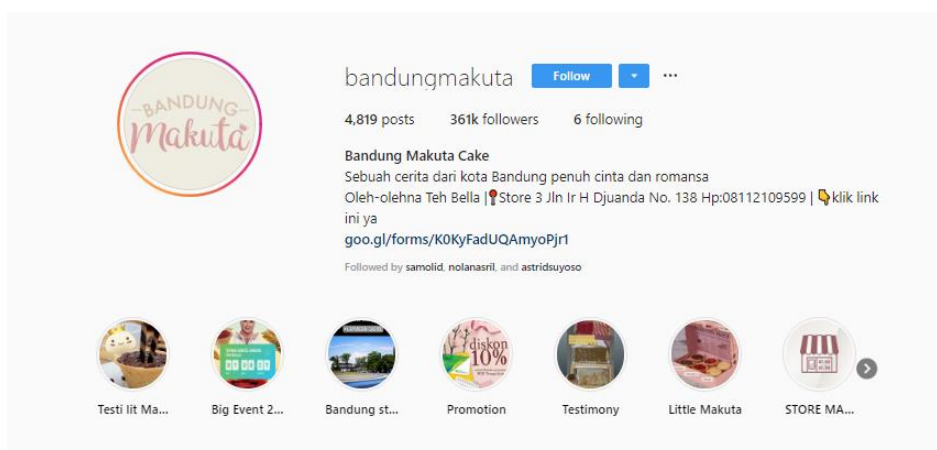 BANDUNG
Makuta
bandungmakuta Follow
4,819 posts 361k followers 6 following
Bandung Makuta Cake
Sebuah cerita dari kota Bandung penuh cinta dan romansa
Oleh-olehna Teh Bella |📍Store 3 Jln Ir H Djuanda No. 138 Hp:08112109599 | 👇klik link
ini ya
goo.gl/forms/K0KyFadUQAmyoPjr1
Followed by samolid, nolanasril, and astridsuyoso
diskon
10%
Testi lit Ma... Big Event 2... Bandung st... Promotion Testimony Little Makuta STORE MA...